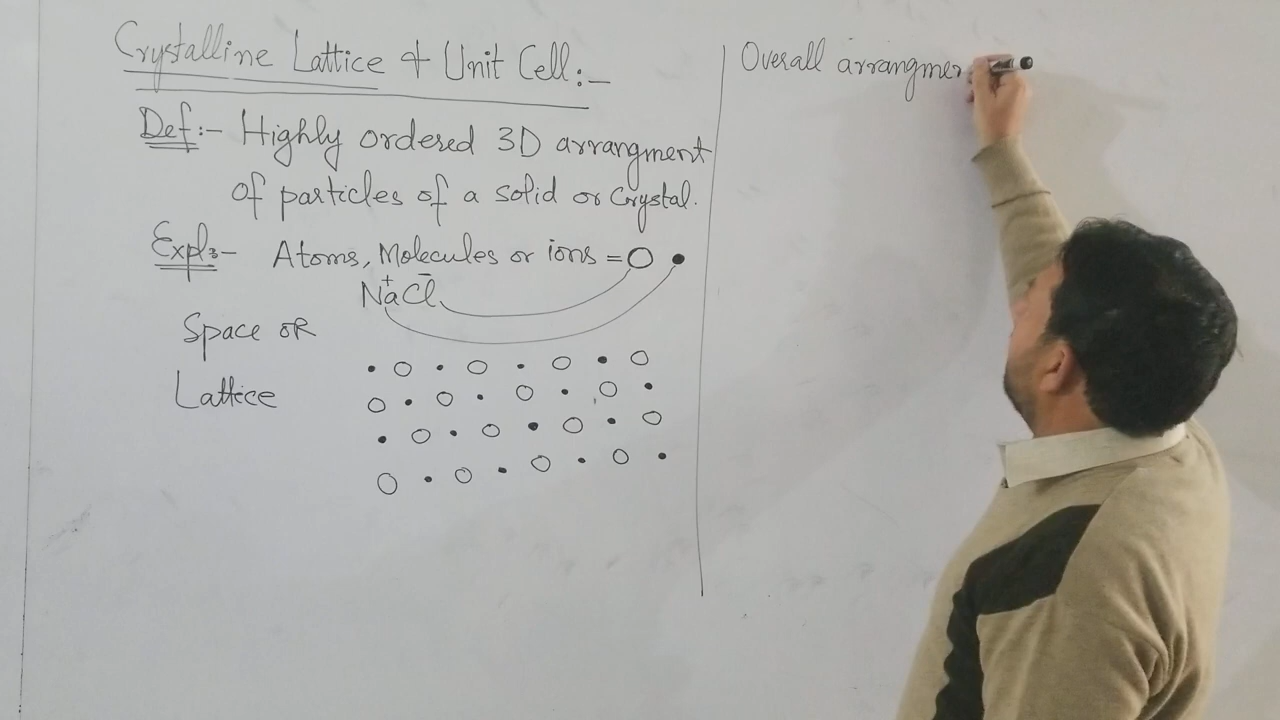 Crystalline Lattice & Unit Cell:-
Def:- Highly ordered 3D arrangment
of particles of a solid or Crystal.
Expl:- Atoms, Molecules or ions =
Na+Cl-
Space OR
Lattice
Overall arrangmen